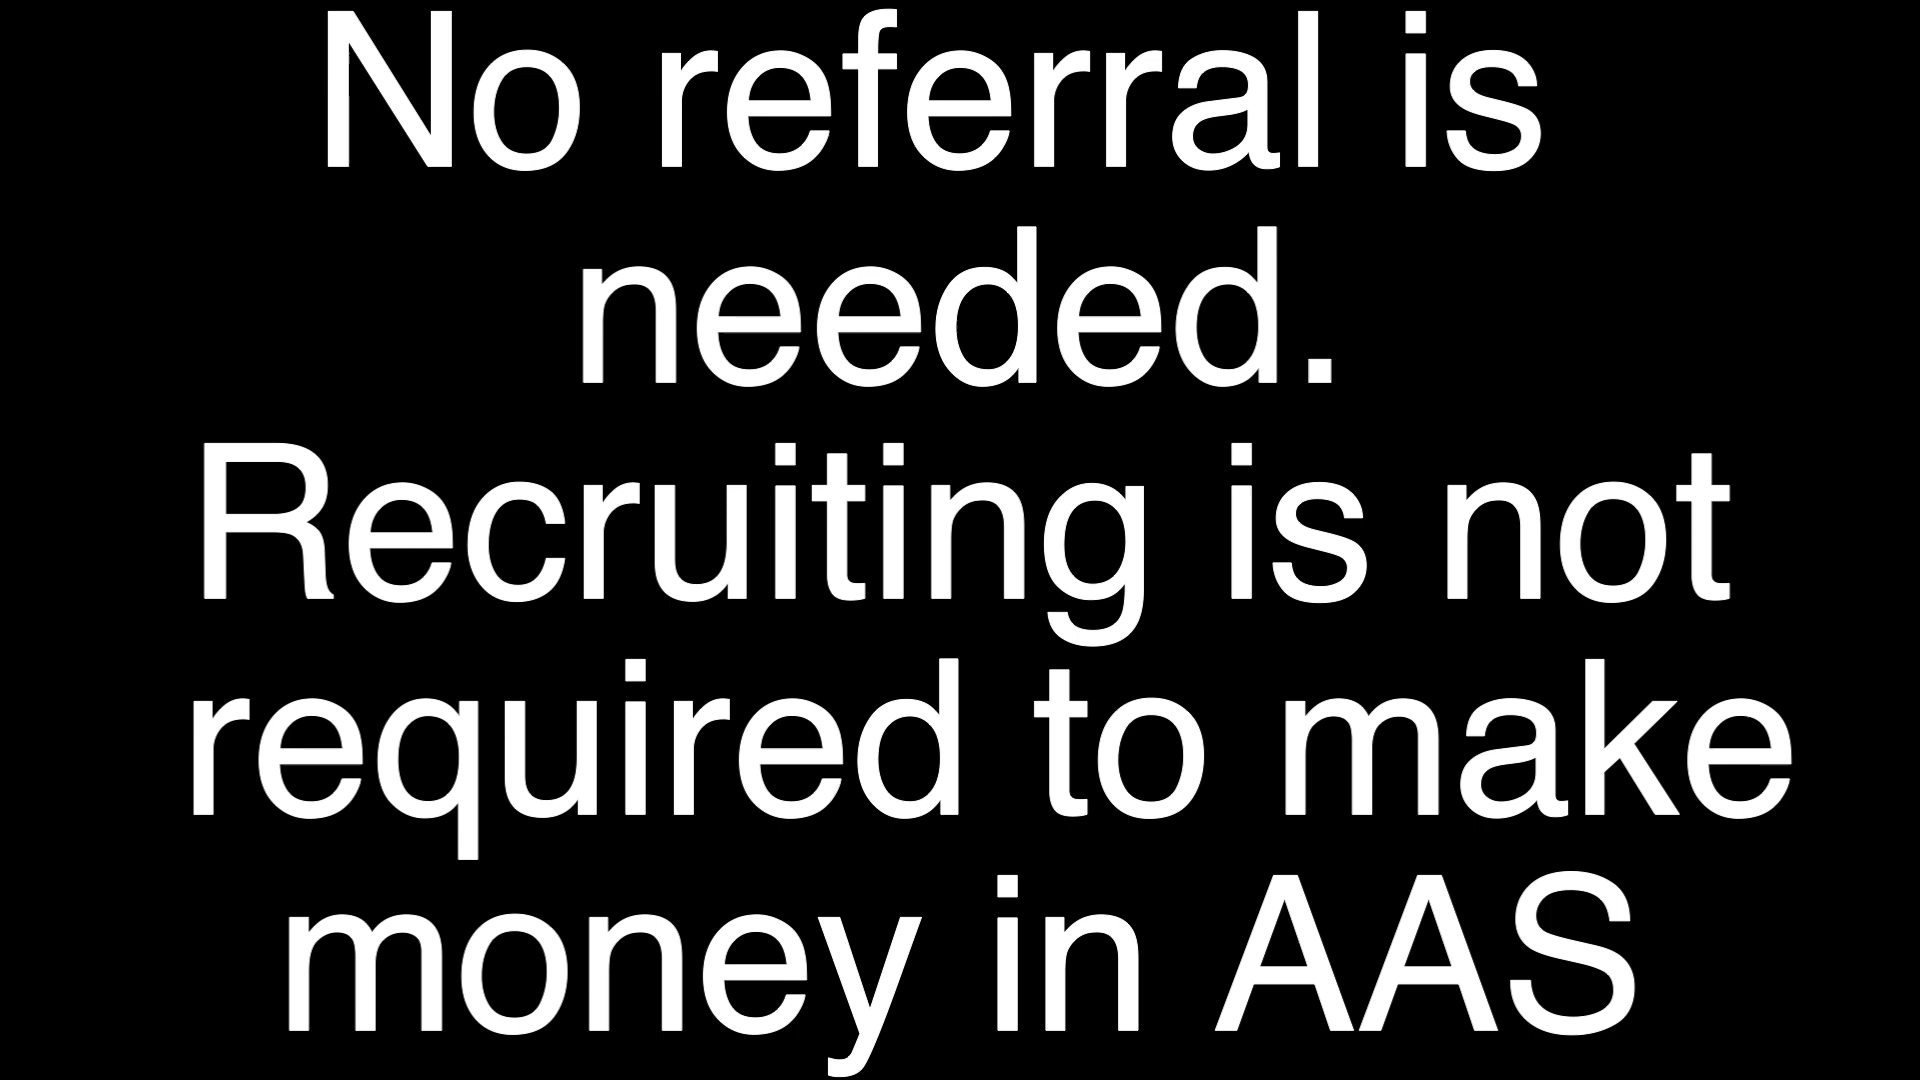 No referral is
needed.
Recruiting is not
required to make
money in AAS